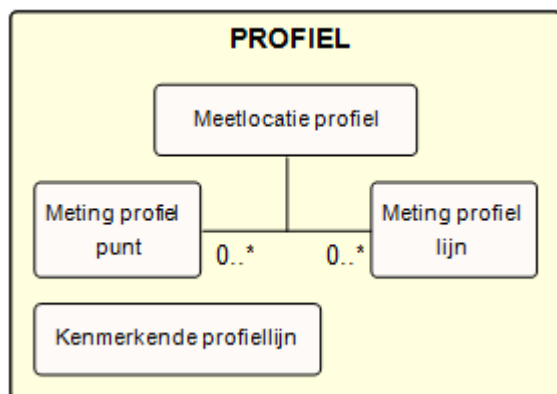 PROFIEL
Meetlocatie profiel
Meting profiel
punt
Meting profiel
lijn
0..*
0..*
Kenmerkende profiellijn